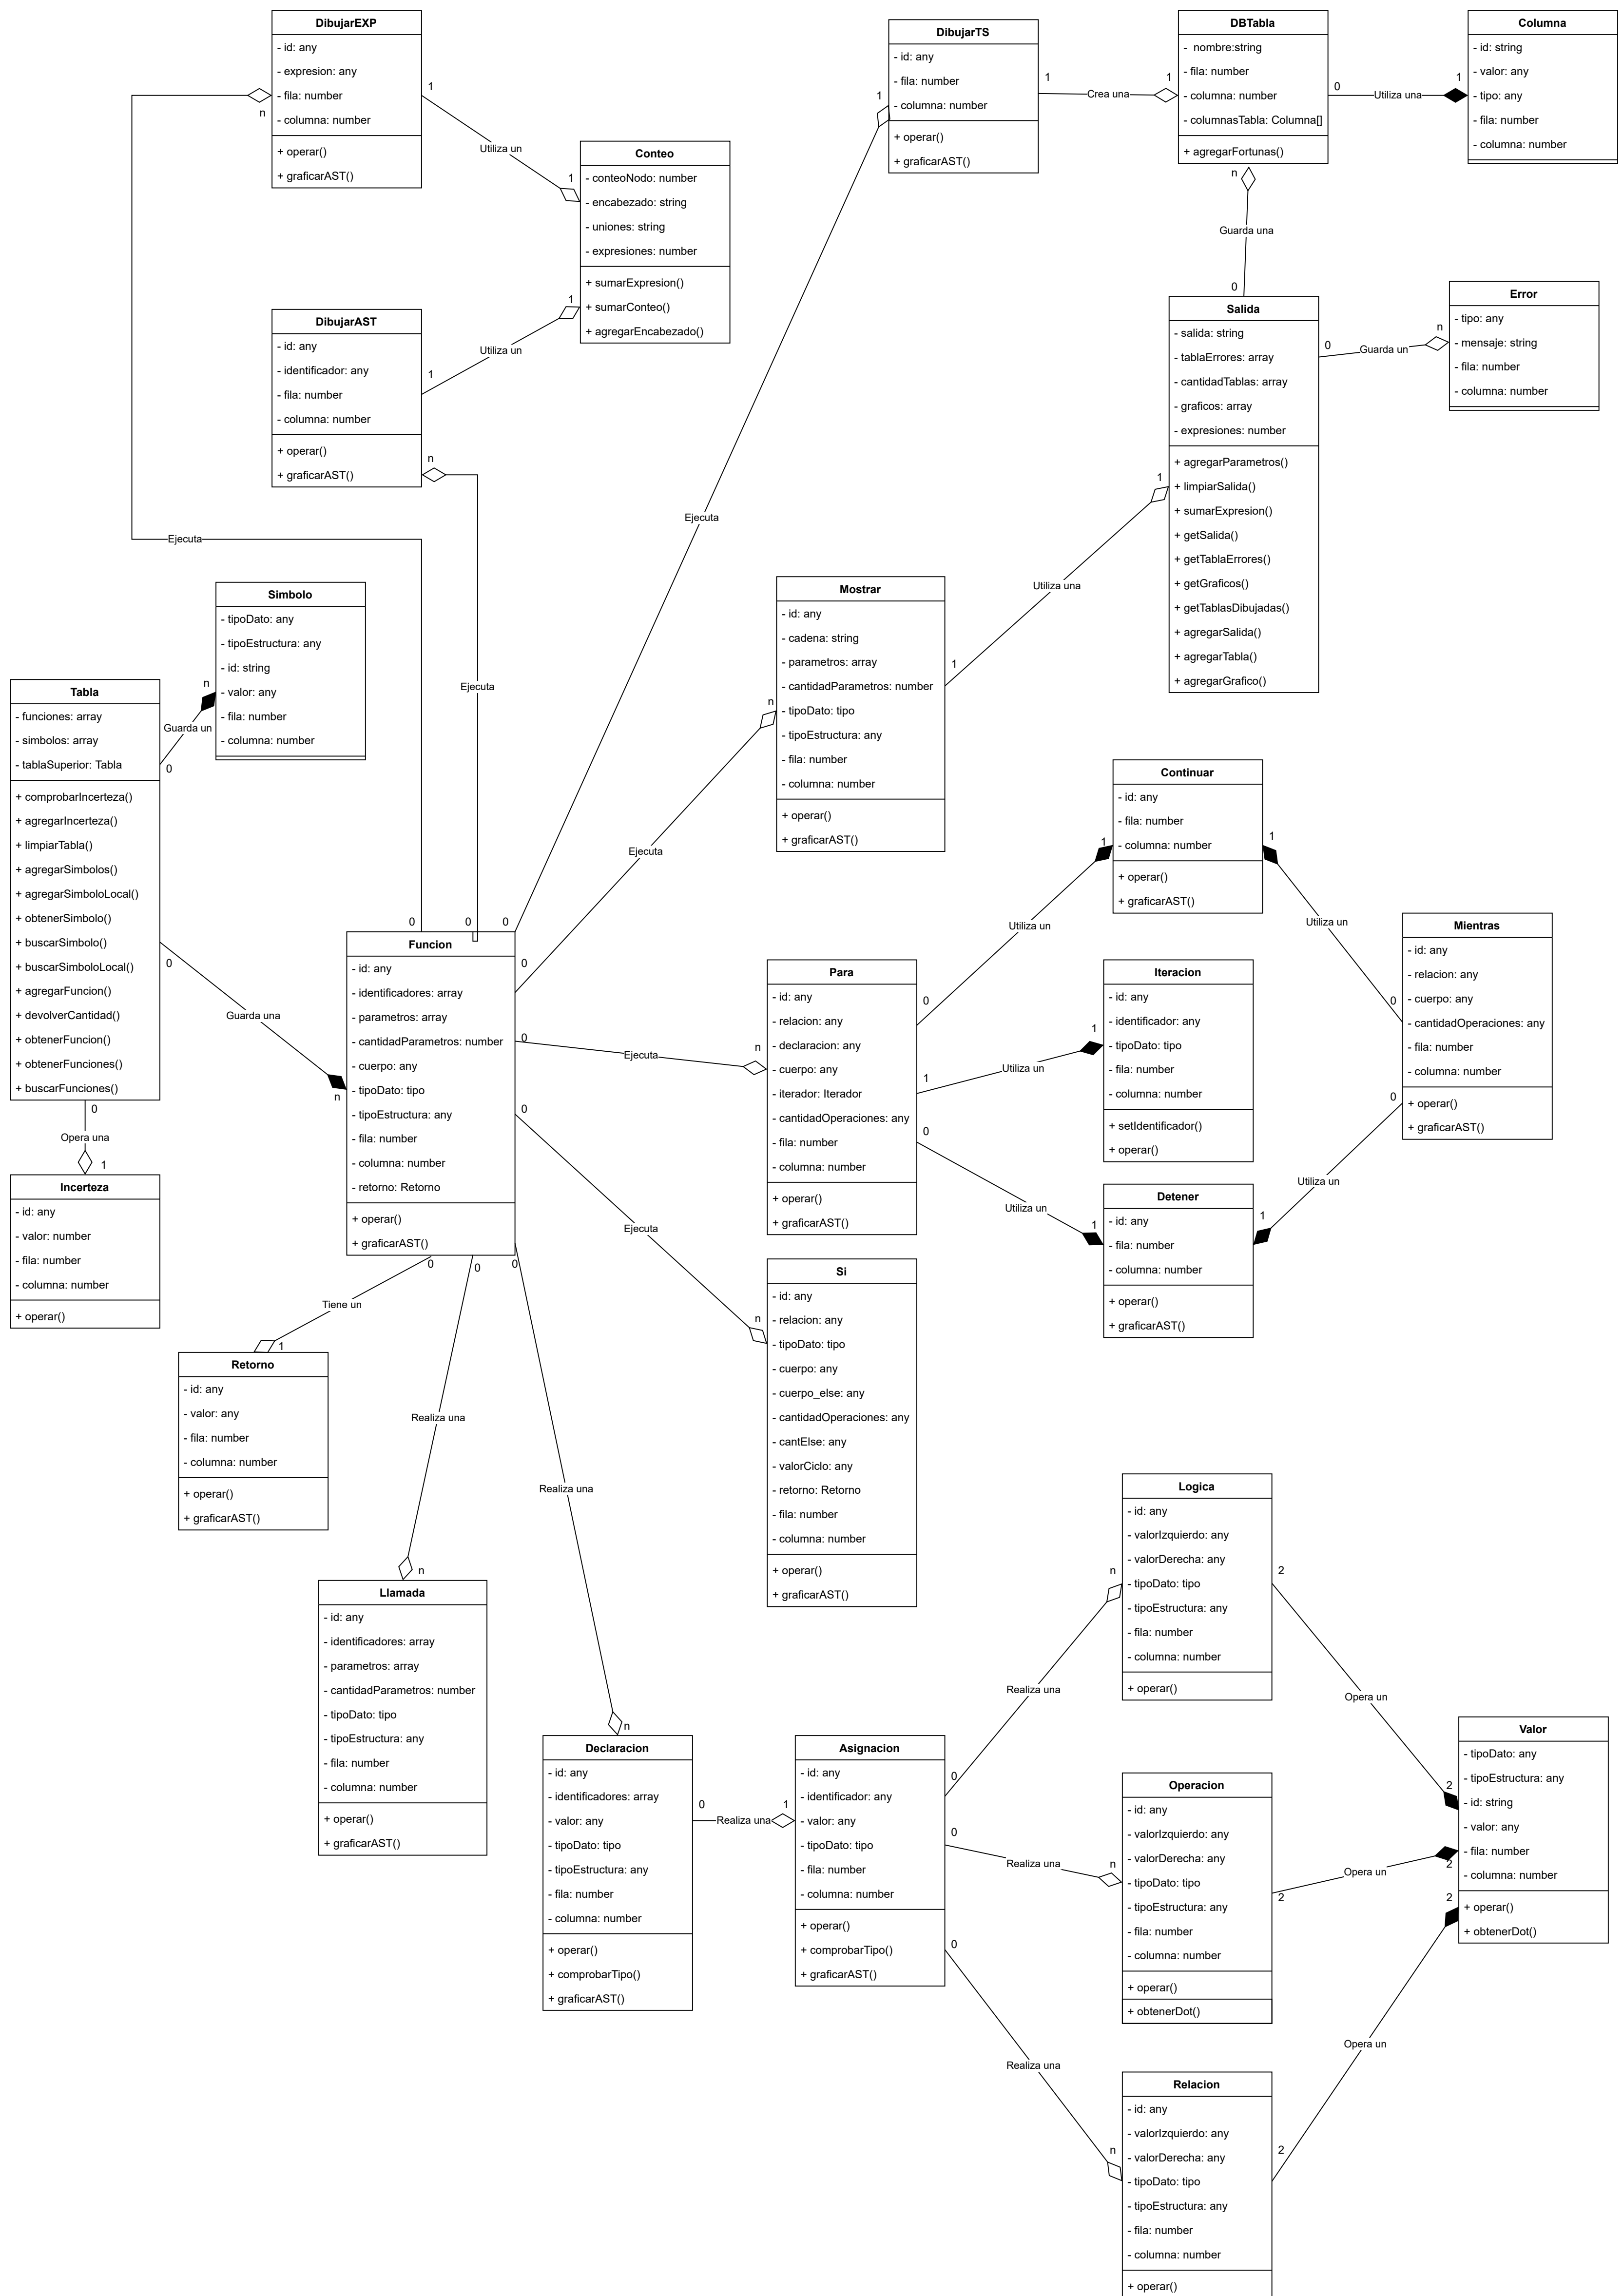 DibujarEXP
- id: any
- expresion: any
- fila: number
- columna: number
+ operar()
+ graficarAST()
n
1
Utiliza un
1
Conteo
- conteoNodo: number
- encabezado: string
- uniones: string
- expresiones: number
+ sumarExpresion()
+ sumarConteo()
+ agregarEncabezado()
DibujarAST
- id: any
- identificador: any
- fila: number
- columna: number
+ operar()
+ graficarAST()
1
Utiliza un
1
n
Ejecuta
Ejecuta
DibujarTS
- id: any
- fila: number
- columna: number
+ operar()
+ graficarAST()
1
Ejecuta
1
Crea una
1
DBTabla
-  nombre:string
- fila: number
- columna: number
- columnasTabla: Columna[]
+ agregarFortunas()
0
Utiliza una
1
Columna
- id: string
- valor: any
- tipo: any
- fila: number
- columna: number
n
Guarda una
0
Salida
- salida: string
- tablaErrores: array
- cantidadTablas: array
- graficos: array
- expresiones: number
+ agregarParametros()
+ limpiarSalida()
+ sumarExpresion()
+ getSalida()
+ getTablaErrores()
+ getGraficos()
+ getTablasDibujadas()
+ agregarSalida()
+ agregarTabla()
+ agregarGrafico()
0
Guarda un
n
Error
- tipo: any
- mensaje: string
- fila: number
- columna: number
1
Utiliza una
1
Mostrar
- id: any
- cadena: string
- parametros: array
- cantidadParametros: number
- tipoDato: tipo
- tipoEstructura: any
- fila: number
- columna: number
+ operar()
+ graficarAST()
n
Ejecuta
Simbolo
- tipoDato: any
- tipoEstructura: any
- id: string
- valor: any
- fila: number
- columna: number
n
Guarda un
0
Tabla
- funciones: array
- simbolos: array
- tablaSuperior: Tabla
+ comprobarIncerteza()
+ agregarIncerteza()
+ limpiarTabla()
+ agregarSimbolos()
+ agregarSimboloLocal()
+ obtenerSimbolo()
+ buscarSimbolo()
+ buscarSimboloLocal()
+ agregarFuncion()
+ devolverCantidad()
+ obtenerFuncion()
+ obtenerFunciones()
+ buscarFunciones()
0
Guarda una
n
0
Opera una
1
Incerteza
- id: any
- valor: number
- fila: number
- columna: number
+ operar()
0
0
0
0
0
0
Funcion
- id: any
- identificadores: array
- parametros: array
- cantidadParametros: number
- cuerpo: any
- tipoDato: tipo
- tipoEstructura: any
- fila: number
- columna: number
- retorno: Retorno
+ operar()
+ graficarAST()
0
0
0
Ejecuta
n
Ejecuta
n
Para
- id: any
- relacion: any
- declaracion: any
- cuerpo: any
- iterador: Iterador
- cantidadOperaciones: any
- fila: number
- columna: number
+ operar()
+ graficarAST()
0
Utiliza un
1
1
Utiliza un
1
0
Utiliza un
1
Continuar
- id: any
- fila: number
- columna: number
+ operar()
+ graficarAST()
1
Utiliza un
0
Iteracion
- id: any
- identificador: any
- tipoDato: tipo
- fila: number
- columna: number
+ setIdentificador()
+ operar()
Detener
- id: any
- fila: number
- columna: number
+ operar()
+ graficarAST()
1
Utiliza un
0
Mientras
- id: any
- relacion: any
- cuerpo: any
- cantidadOperaciones: any
- fila: number
- columna: number
+ operar()
+ graficarAST()
Si
- id: any
- relacion: any
- tipoDato: tipo
- cuerpo: any
- cuerpo_else: any
- cantidadOperaciones: any
- cantElse: any
- valorCiclo: any
- retorno: Retorno
- fila: number
- columna: number
+ operar()
+ graficarAST()
Tiene un
1
Retorno
- id: any
- valor: any
- fila: number
- columna: number
+ operar()
+ graficarAST()
Realiza una
n
Llamada
- id: any
- identificadores: array
- parametros: array
- cantidadParametros: number
- tipoDato: tipo
- tipoEstructura: any
- fila: number
- columna: number
+ operar()
+ graficarAST()
Realiza una
n
Declaracion
- id: any
- identificadores: array
- valor: any
- tipoDato: tipo
- tipoEstructura: any
- fila: number
- columna: number
+ operar()
+ comprobarTipo()
+ graficarAST()
0
Realiza una
1
Asignacion
- id: any
- identificador: any
- valor: any
- tipoDato: tipo
- fila: number
- columna: number
+ operar()
+ comprobarTipo()
+ graficarAST()
0
Realiza una
n
0
Realiza una
n
0
Realiza una
n
Logica
- id: any
- valorIzquierdo: any
- valorDerecha: any
- tipoDato: tipo
- tipoEstructura: any
- fila: number
- columna: number
+ operar()
2
Opera un
2
Operacion
- id: any
- valorIzquierdo: any
- valorDerecha: any
- tipoDato: tipo
- tipoEstructura: any
- fila: number
- columna: number
+ operar()
+ obtenerDot()
2
Opera un
2
Valor
- tipoDato: any
- tipoEstructura: any
- id: string
- valor: any
- fila: number
- columna: number
+ operar()
+ obtenerDot()
2
Opera un
2
Relacion
- id: any
- valorIzquierdo: any
- valorDerecha: any
- tipoDato: tipo
- tipoEstructura: any
- fila: number
- columna: number
+ operar()